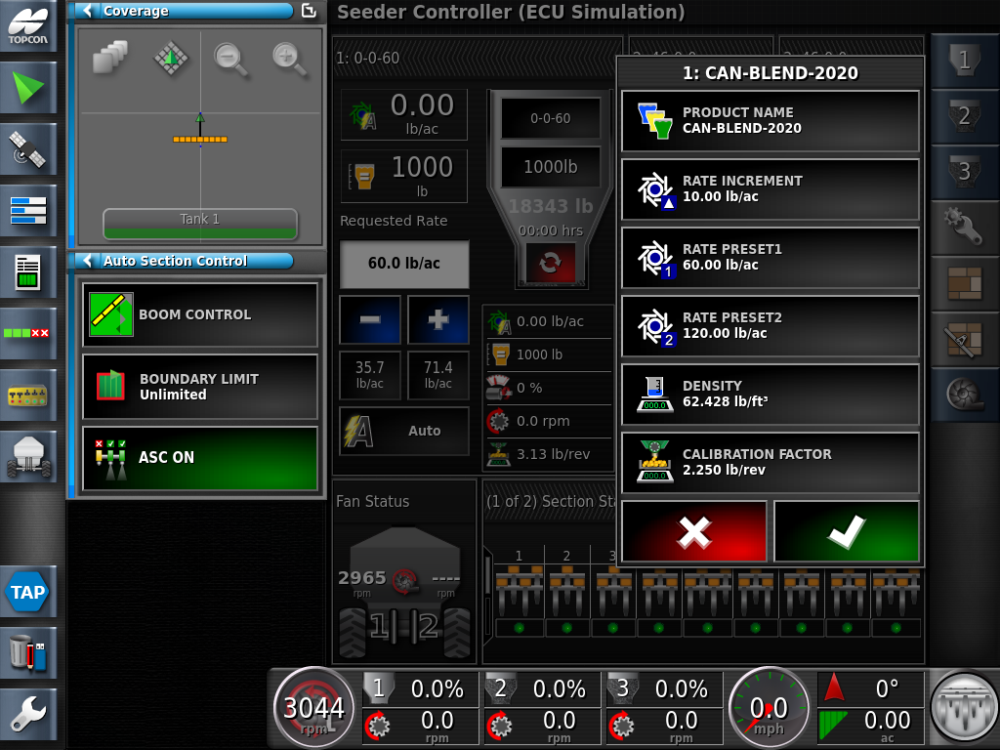 TOPCON
Coverage
Tank 1
Auto Section Control
BOOM CONTROL
BOUNDARY LIMIT
Unlimited
ASC ON
TAP
Seeder Controller (ECU Simulation)
1: 0-0-60
0.00
lb/ac
1000
lb
Requested Rate
60.0 lb/ac
35.7
lb/ac
71.4
lb/ac
Auto
0-0-60
1000lb
18343 lb
00:00 hrs
0.00 lb/ac
1000 lb
0 %
0.0 rpm
3.13 lb/rev
Fan Status
2965
rpm
----
rpm
1 2
(1 of 2) Section Sta
1 2 3
1: CAN-BLEND-2020
PRODUCT NAME
CAN-BLEND-2020
RATE INCREMENT
10.00 lb/ac
RATE PRESET1
60.00 lb/ac
1
RATE PRESET2
120.00 lb/ac
2
DENSITY
62.428 lb/ft³
000.0
CALIBRATION FACTOR
2.250 lb/rev
000.0
1
2
3
3044
rpm
1 0.0%
0.0
rpm
2 0.0%
0.0
rpm
3 0.0%
0.0
rpm
0.0
mph
0°
0.00
ac